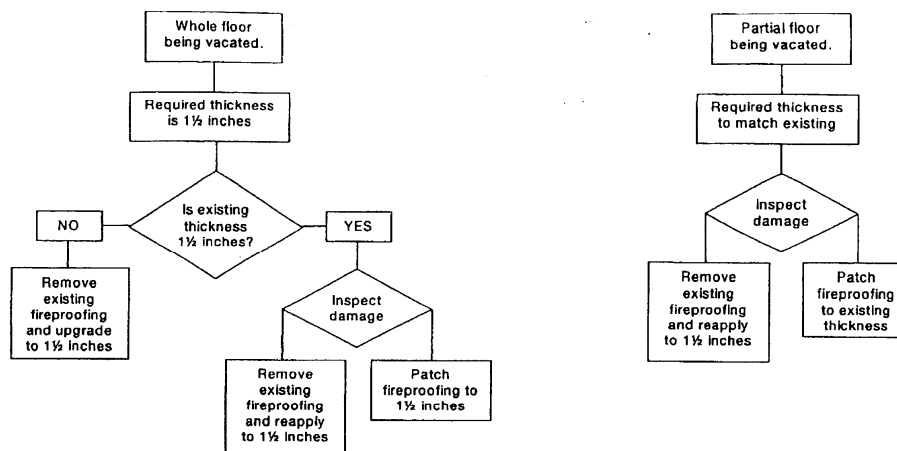 Whole floor
being vacated.
Required thickness
is 1½ inches
Is existing
thickness
1½ inches?
NO
YES
Remove
existing
fireproofing
and upgrade
to 1½ inches
Inspect
damage
Remove
existing
fireproofing
and reapply
to 1½ inches
Patch
fireproofing to
1½ inches
Partial floor
being vacated.
Required thickness
to match existing
Inspect
damage
Remove
existing
fireproofing
and reapply
to 1½ inches
Patch
fireproofing
to existing
thickness